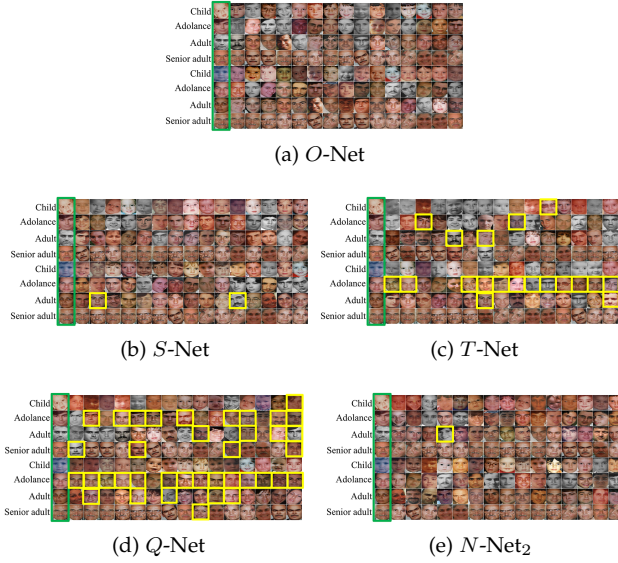 Child
Adolance
Adult
Senior adult
Child
Adolance
Adult
Senior adult
(a) O-Net
Child
Adolance
Adult
Senior adult
Child
Adolance
Adult
Senior adult
(b) S-Net
Child
Adolance
Adult
Senior adult
Child
Adolance
Adult
Senior adult
(c) T-Net
Child
Adolance
Adult
Senior adult
Child
Adolance
Adult
Senior adult
(d) Q-Net
Child
Adolance
Adult
Senior adult
Child
Adolance
Adult
Senior adult
(e) N-Net₂